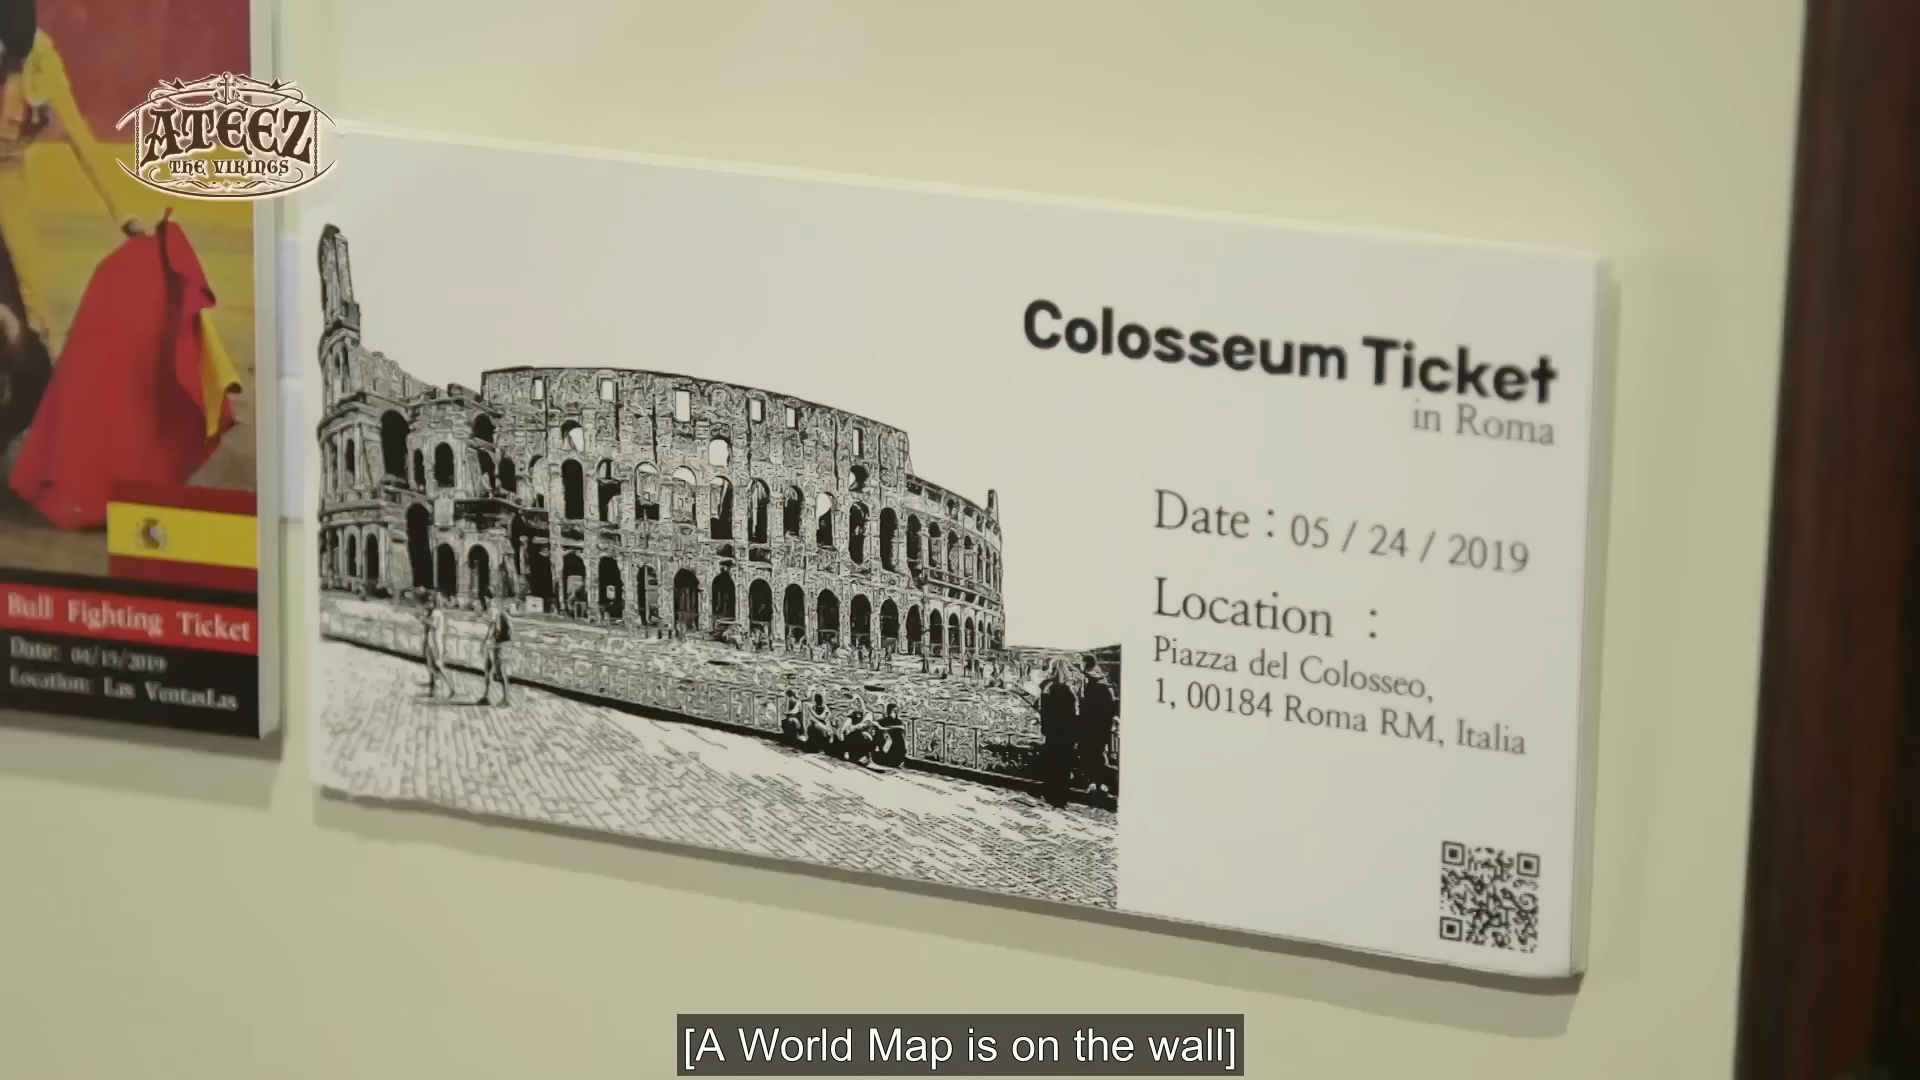 ATEEZ
THE VIKINGS
Colosseum Ticket
in Roma
Date : 05 / 24 / 2019
Location :
Piazza del Colosseo,
1, 00184 Roma RM, Italia
Bull Fighting Ticket
Date: 04/15/2019
Location: Las VentasLas
[A World Map is on the wall]